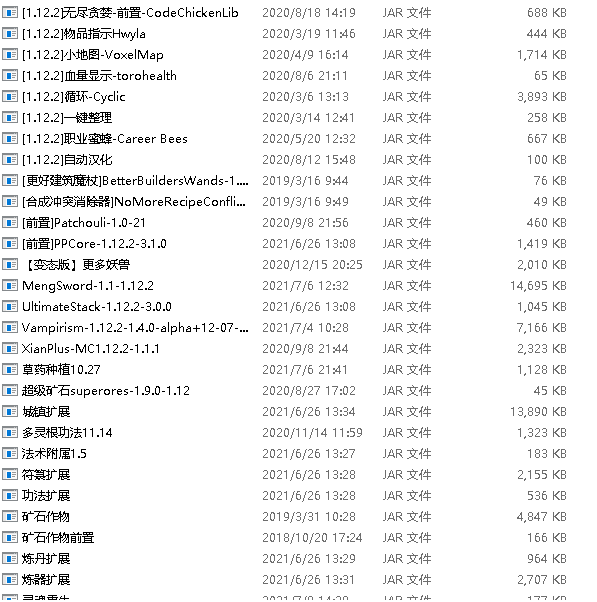 [1.12.2]无尽贪婪-前置-CodeChickenLib 2020/8/18 14:19 JAR 文件 688 KB
[1.12.2]物品指示Hwyla 2020/3/19 11:46 JAR 文件 444 KB
[1.12.2]小地图-VoxelMap 2020/4/9 16:14 JAR 文件 1,714 KB
[1.12.2]血量显示-torohealth 2020/8/6 21:11 JAR 文件 65 KB
[1.12.2]循环-Cyclic 2020/3/6 13:13 JAR 文件 3,893 KB
[1.12.2]一键整理 2020/3/14 12:41 JAR 文件 258 KB
[1.12.2]职业蜜蜂-Career Bees 2020/5/20 12:32 JAR 文件 667 KB
[1.12.2]自动汉化 2020/8/12 15:48 JAR 文件 100 KB
[更好建筑魔杖]BetterBuildersWands-1.... 2019/3/16 9:44 JAR 文件 76 KB
[合成冲突消除器]NoMoreRecipeConfli... 2019/3/16 9:49 JAR 文件 49 KB
[前置]Patchouli-1.0-21 2020/9/8 21:56 JAR 文件 460 KB
[前置]PPCore-1.12.2-3.1.0 2021/6/26 13:08 JAR 文件 1,419 KB
【变态版】更多妖兽 2020/12/15 20:25 JAR 文件 2,010 KB
MengSword-1.1-1.12.2 2021/7/6 12:32 JAR 文件 14,695 KB
UltimateStack-1.12.2-3.0.0 2021/6/26 13:08 JAR 文件 1,045 KB
Vampirism-1.12.2-1.4.0-alpha+12-07-... 2021/7/4 10:28 JAR 文件 7,166 KB
XianPlus-MC1.12.2-1.1.1 2020/9/8 21:44 JAR 文件 2,323 KB
草药种植10.27 2021/7/6 21:41 JAR 文件 1,128 KB
超级矿石superores-1.9.0-1.12 2020/8/27 17:02 JAR 文件 45 KB
城镇扩展 2021/6/26 13:34 JAR 文件 13,890 KB
多灵根功法11.14 2020/11/14 11:59 JAR 文件 1,323 KB
法术附属1.5 2021/6/26 13:27 JAR 文件 183 KB
符篆扩展 2021/6/26 13:28 JAR 文件 2,155 KB
功法扩展 2021/6/26 13:28 JAR 文件 536 KB
矿石作物 2019/3/31 10:28 JAR 文件 4,847 KB
矿石作物前置 2018/10/20 17:24 JAR 文件 166 KB
炼丹扩展 2021/6/26 13:29 JAR 文件 964 KB
炼器扩展 2021/6/26 13:31 JAR 文件 2,707 KB